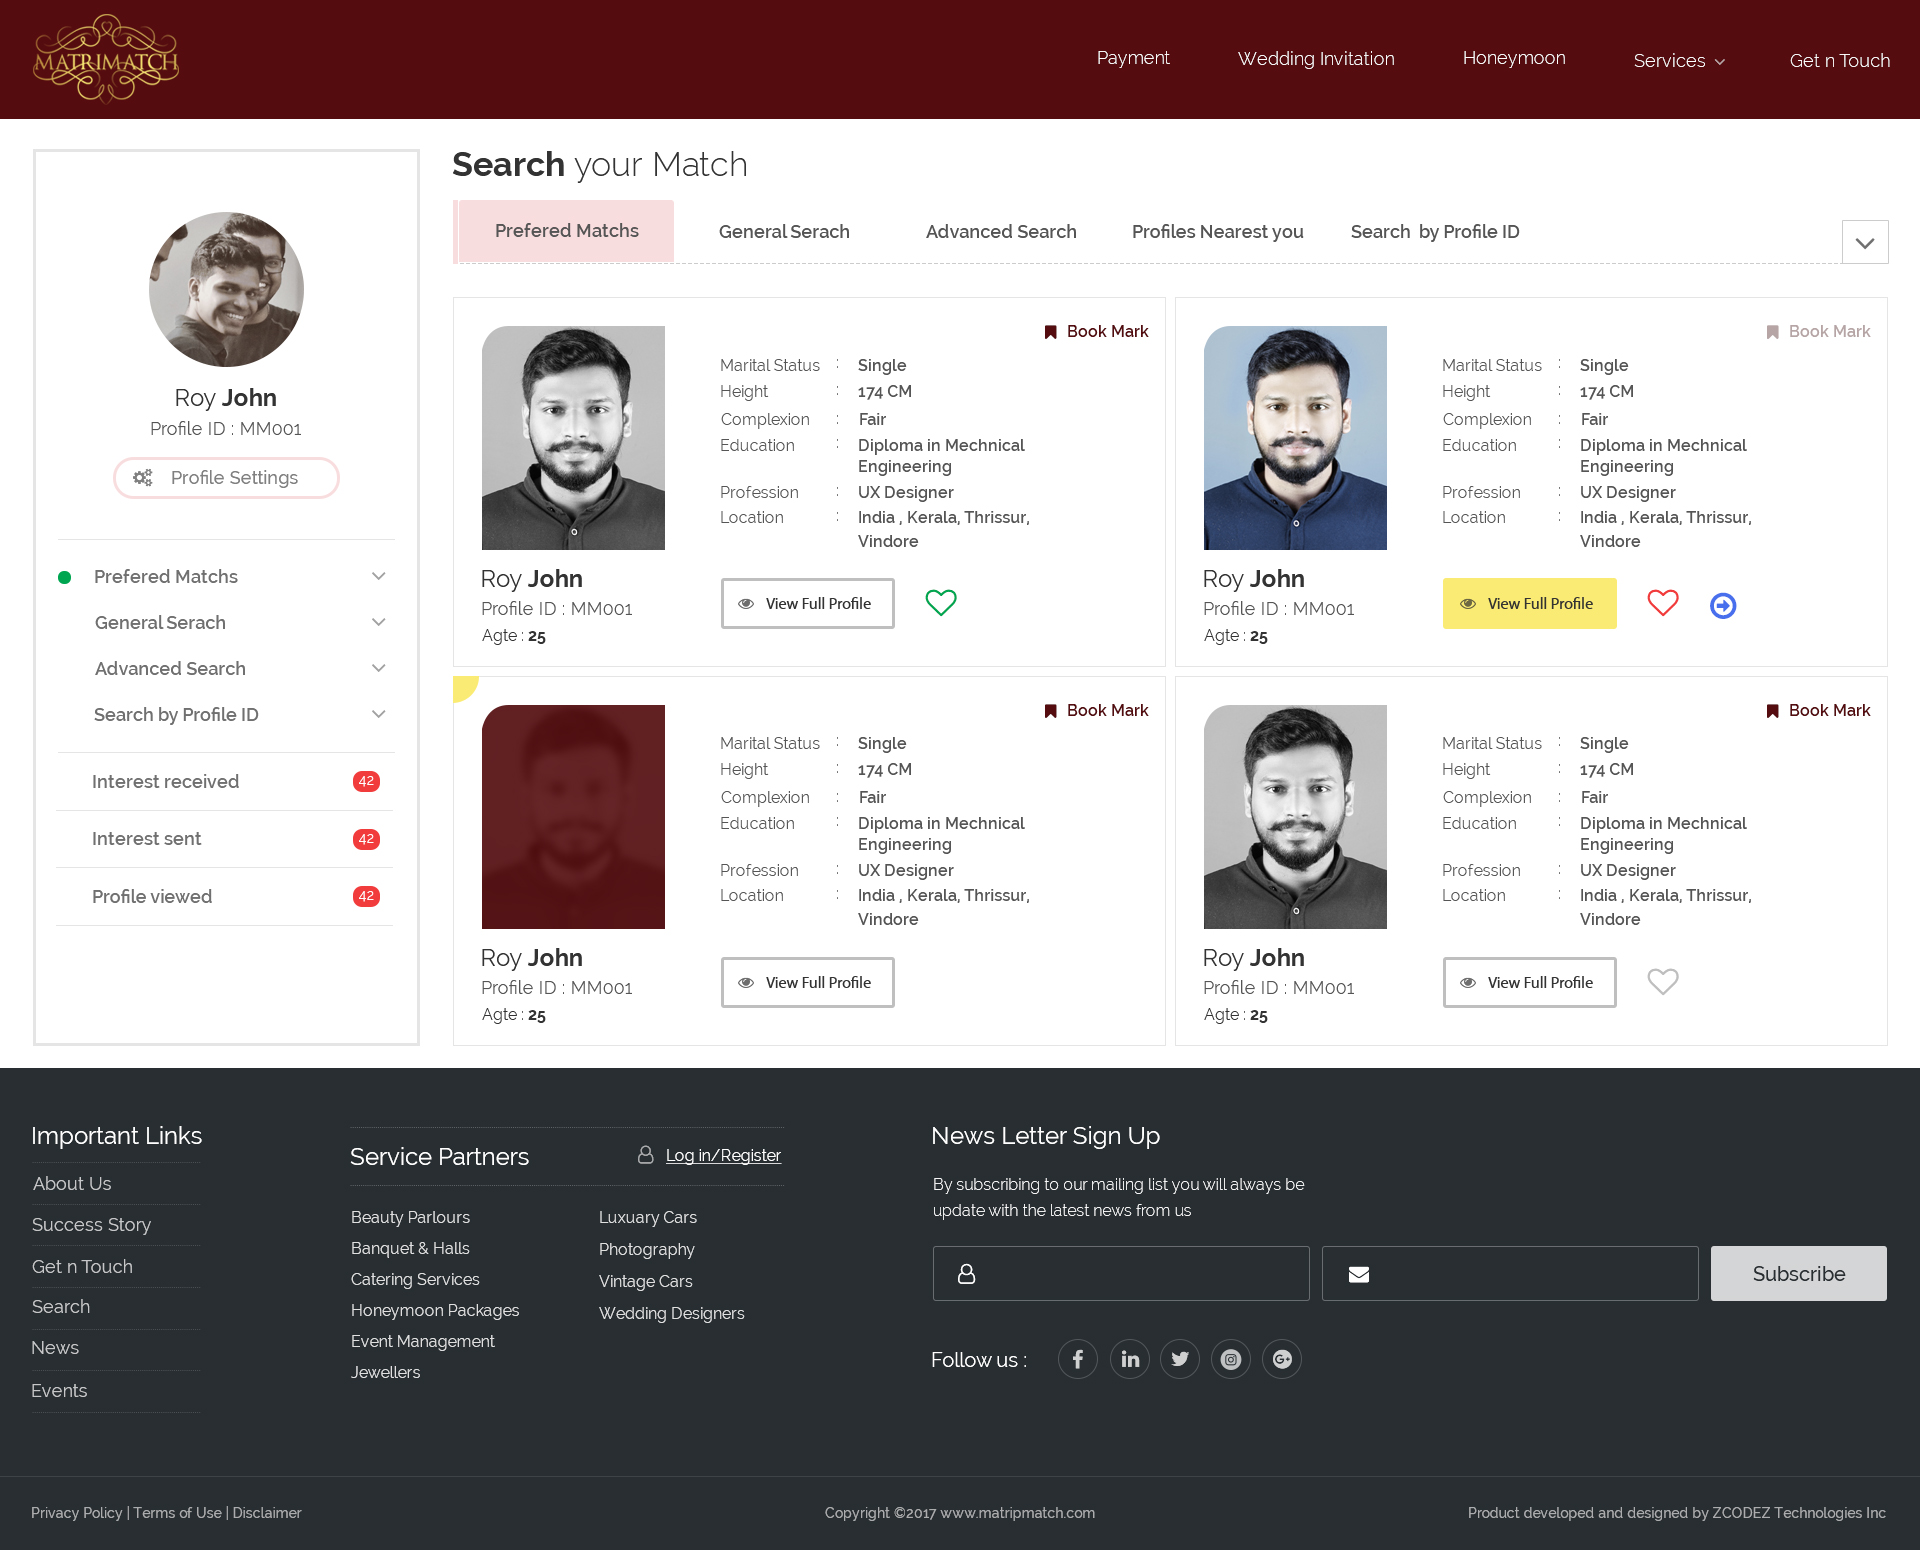 MATRIMATCH
Payment
Wedding Invitation
Honeymoon
Services
Get n Touch
Roy John
Profile ID : MM001
Profile Settings
Prefered Matchs
General Serach
Advanced Search
Search by Profile ID
Interest received 42
Interest sent 42
Profile viewed 42
Search your Match
Prefered Matchs
General Serach
Advanced Search
Profiles Nearest you
Search by Profile ID
Book Mark
Marital Status : Single
Height : 174 CM
Complexion : Fair
Education : Diploma in Mechnical
Engineering
Profession : UX Designer
Location : India , Kerala, Thrissur,
Vindore
Roy John
Profile ID : MM001
Agte : 25
View Full Profile
Book Mark
Marital Status : Single
Height : 174 CM
Complexion : Fair
Education : Diploma in Mechnical
Engineering
Profession : UX Designer
Location : India , Kerala, Thrissur,
Vindore
Roy John
Profile ID : MM001
Agte : 25
View Full Profile
Book Mark
Marital Status : Single
Height : 174 CM
Complexion : Fair
Education : Diploma in Mechnical
Engineering
Profession : UX Designer
Location : India , Kerala, Thrissur,
Vindore
Roy John
Profile ID : MM001
Agte : 25
View Full Profile
Book Mark
Marital Status : Single
Height : 174 CM
Complexion : Fair
Education : Diploma in Mechnical
Engineering
Profession : UX Designer
Location : India , Kerala, Thrissur,
Vindore
Roy John
Profile ID : MM001
Agte : 25
View Full Profile
Important Links
About Us
Success Story
Get n Touch
Search
News
Events
Service Partners
Log in/Register
Beauty Parlours
Banquet & Halls
Catering Services
Honeymoon Packages
Event Management
Jewellers
Luxuary Cars
Photography
Vintage Cars
Wedding Designers
News Letter Sign Up
By subscribing to our mailing list you will always be
update with the latest news from us
Subscribe
Follow us :
Privacy Policy | Terms of Use | Disclaimer
Copyright ©2017 www.matripmatch.com
Product developed and designed by ZCODEZ Technologies Inc